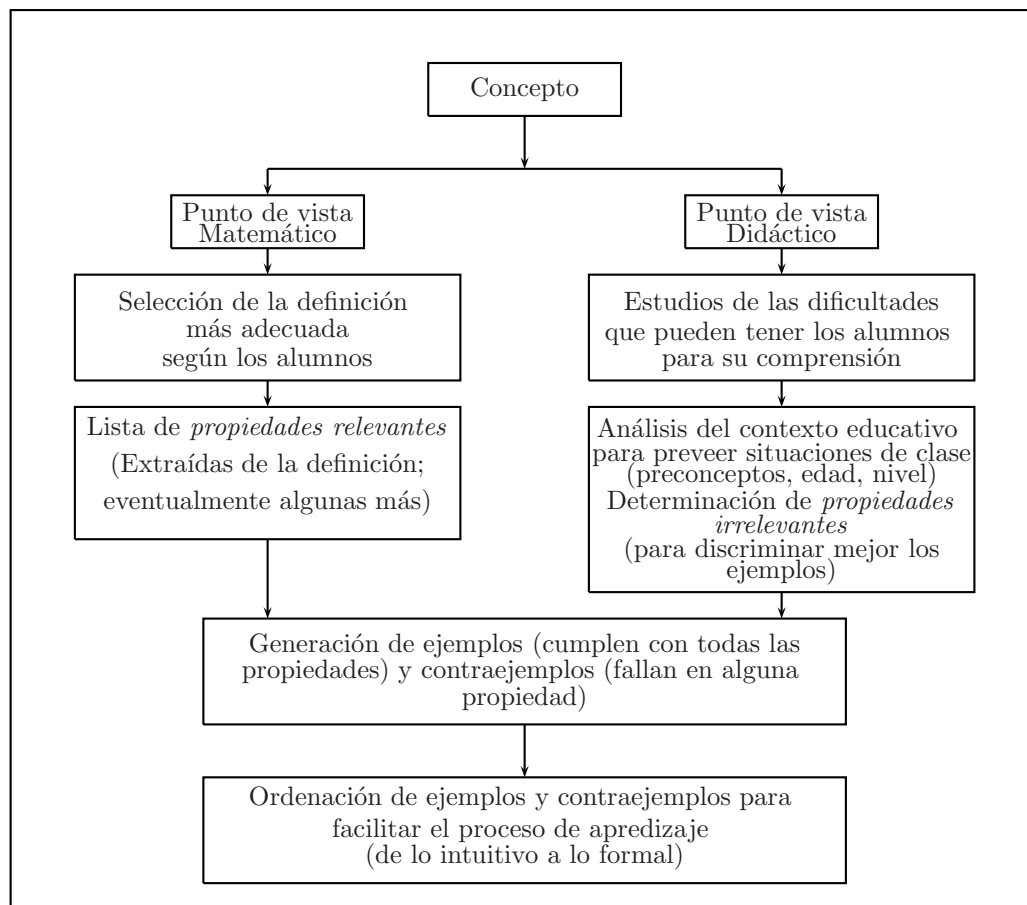 Concepto
Punto de vista
Matemático
Punto de vista
Didáctico
Selección de la definición
más adecuada
según los alumnos
Estudios de las dificultades
que pueden tener los alumnos
para su comprensión
Lista de propiedades relevantes
(Extraídas de la definición;
eventualmente algunas más)
Análisis del contexto educativo
para preveer situaciones de clase
(preconceptos, edad, nivel)
Determinación de propiedades
irrelevantes
(para discriminar mejor los
ejemplos)
Generación de ejemplos (cumplen con todas las
propiedades) y contraejemplos (fallan en alguna
propiedad)
Ordenación de ejemplos y contraejemplos para
facilitar el proceso de apredizaje
(de lo intuitivo a lo formal)